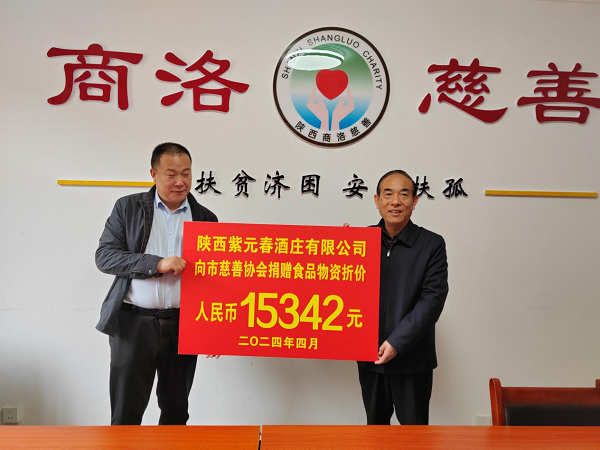 商洛 慈善
SHANXI SHANGLUO CHARITY
陕西商洛慈善
扶贫济困 安 扶孤
陕西紫元春酒庄有限公司
向市慈善协会捐赠食品物资折价
人民币15342元
二〇二四年四月